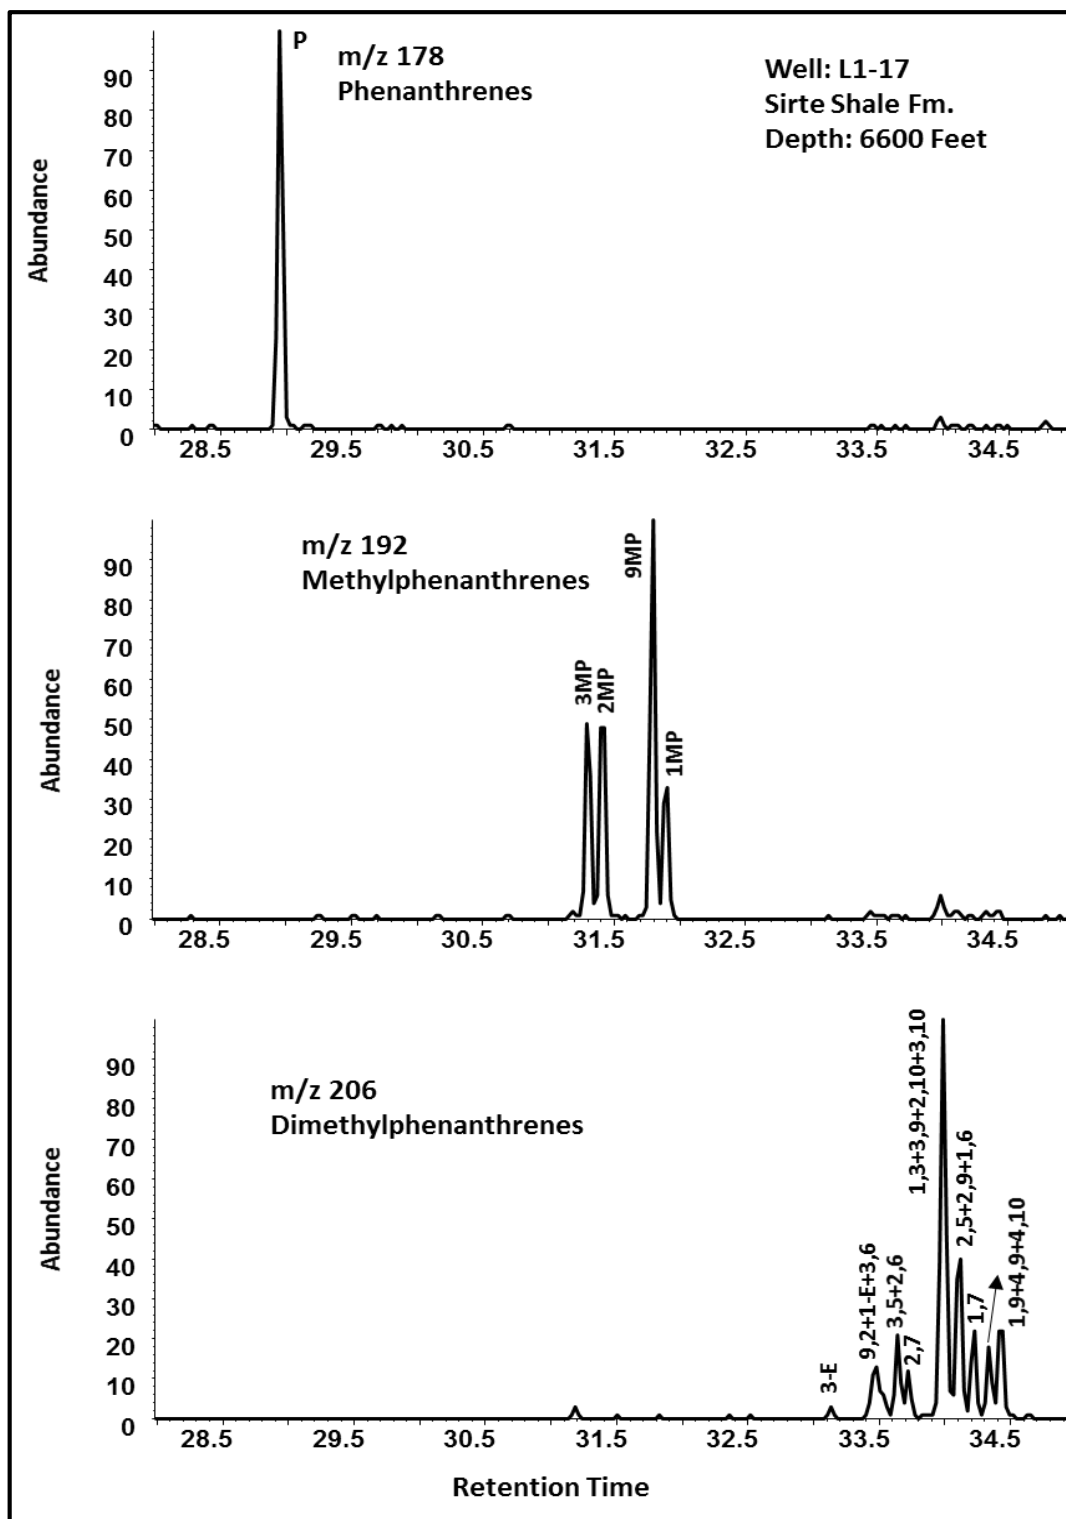 P
m/z 178
Phenanthrenes
Well: L1-17
Sirte Shale Fm.
Depth: 6600 Feet
Abundance
90
80
70
60
50
40
30
20
10
0
28.5 29.5 30.5 31.5 32.5 33.5 34.5
m/z 192
Methylphenanthrenes
3MP
2MP
9MP
1MP
Abundance
90
80
70
60
50
40
30
20
10
0
28.5 29.5 30.5 31.5 32.5 33.5 34.5
m/z 206
Dimethylphenanthrenes
3-E
9,2+1-E+3,6
3,5+2,6
2,7
1,3+3,9+2,10+3,10
2,5+2,9+1,6
1,7
1,9+4,9+4,10
Abundance
90
80
70
60
50
40
30
20
10
0
28.5 29.5 30.5 31.5 32.5 33.5 34.5
Retention Time